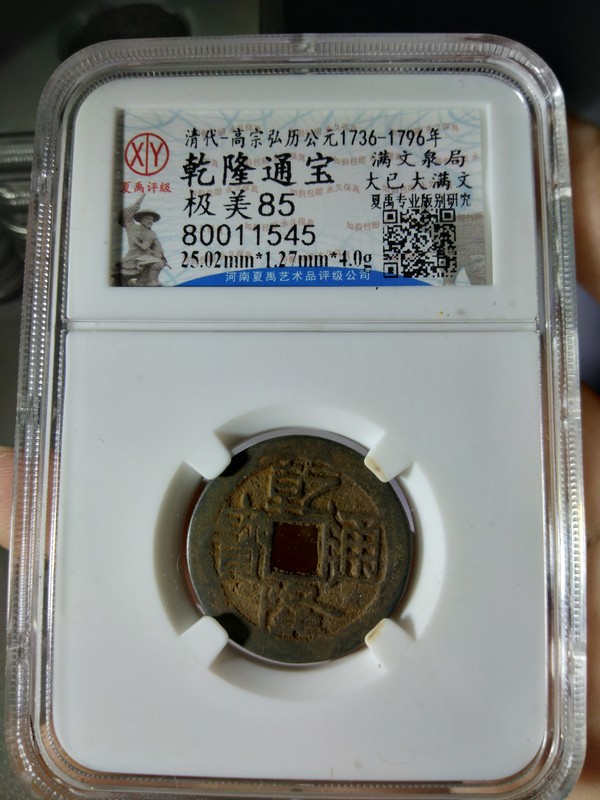 清代-高宗弘历公元1736-1796年
XY
夏禹评级
乾隆通宝
满文泉局
极美85
大已大满文
夏禹专业版别研究
80011545
25.02mm*1.27mm*4.0g
河南夏禹艺术品评级公司
乾隆通寶